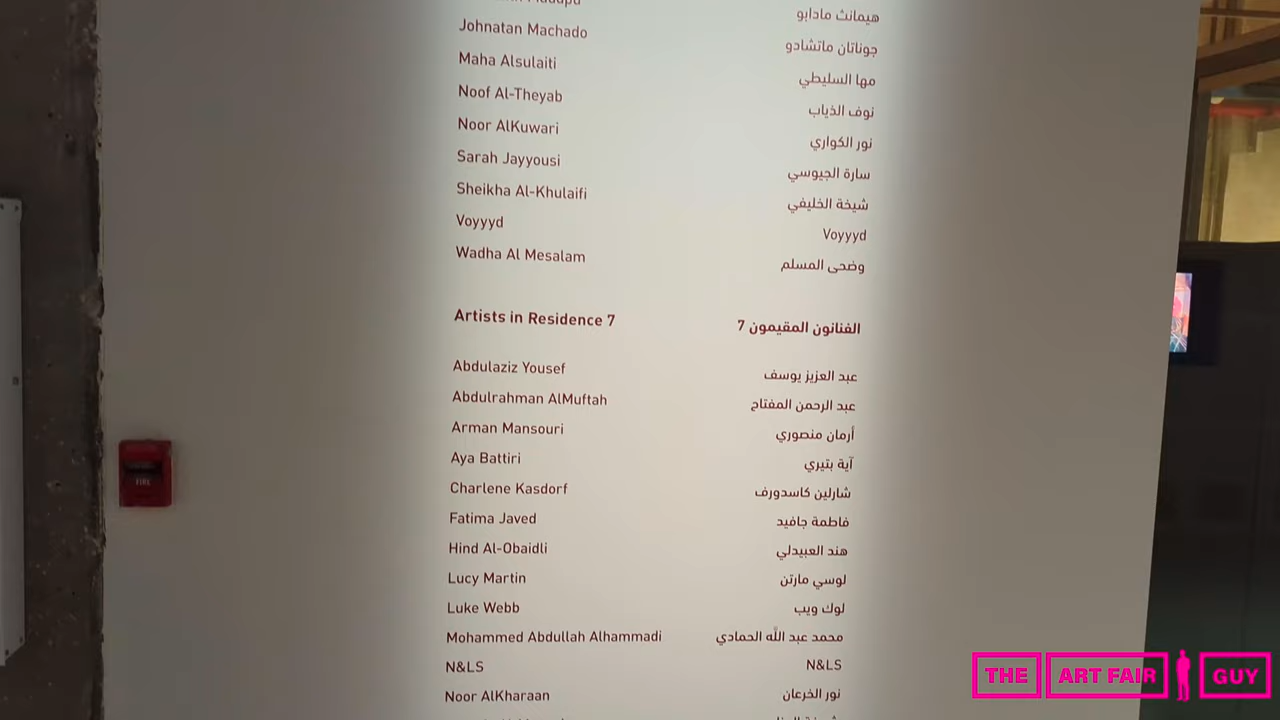 هيمانث مادابو
Johnatan Machado جوناتان ماتشادو
Maha Alsulaiti مها السليطي
Noof Al-Theyab نوف الذياب
Noor AlKuwari نور الكواري
Sarah Jayyousi سارة الجيوسي
Sheikha Al-Khulaifi شيخة الخليفي
Voyyyd Voyyyd
Wadha Al Mesalam وضحى المسلم
Artists in Residence 7 الفنانون المقيمون 7
Abdulaziz Yousef عبد العزيز يوسف
Abdulrahman AlMuftah عبد الرحمن المفتاح
Arman Mansouri أرمان منصوري
Aya Battiri آية بتيري
Charlene Kasdorf شارلين كاسدورف
Fatima Javed فاطمة جافيد
Hind Al-Obaidli هند العبيدلي
Lucy Martin لوسي مارتن
Luke Webb لوك ويب
Mohammed Abdullah Alhammadi محمد عبد الله الحمادي
N&LS N&LS
Noor AlKharaan نور الخرعان
FIRE
THE ART FAIR GUY